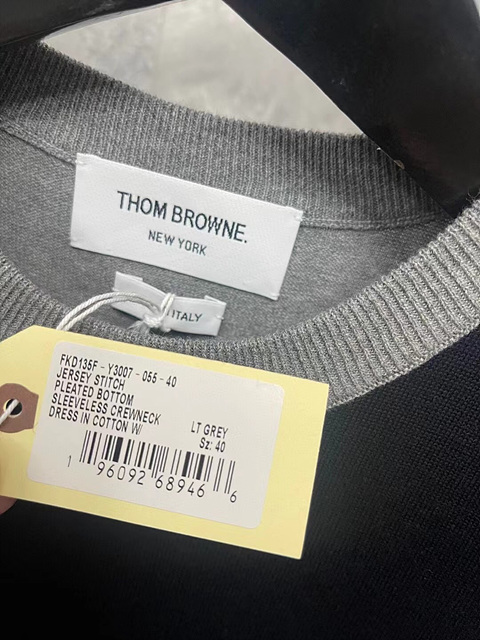 THOM BROWNE.
NEW YORK
ITALY
FKD135F - Y3007 - 055 - 40
JERSEY STITCH
PLEATED BOTTOM
SLEEVELESS CREWNECK
DRESS IN COTTON W/
LT GREY
Sz: 40
1 96092 68946 6